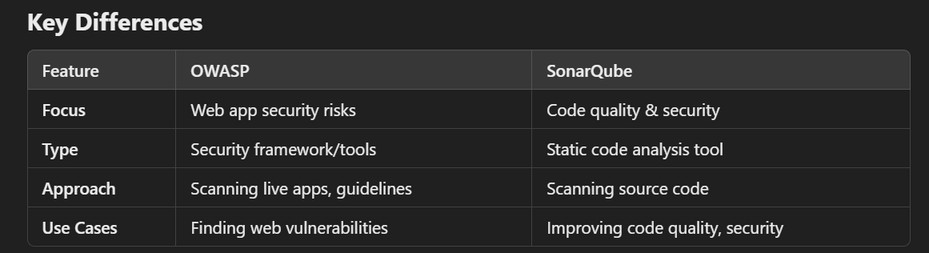 Key Differences
Feature OWASP SonarQube
Focus Web app security risks Code quality & security
Type Security framework/tools Static code analysis tool
Approach Scanning live apps, guidelines Scanning source code
Use Cases Finding web vulnerabilities Improving code quality, security